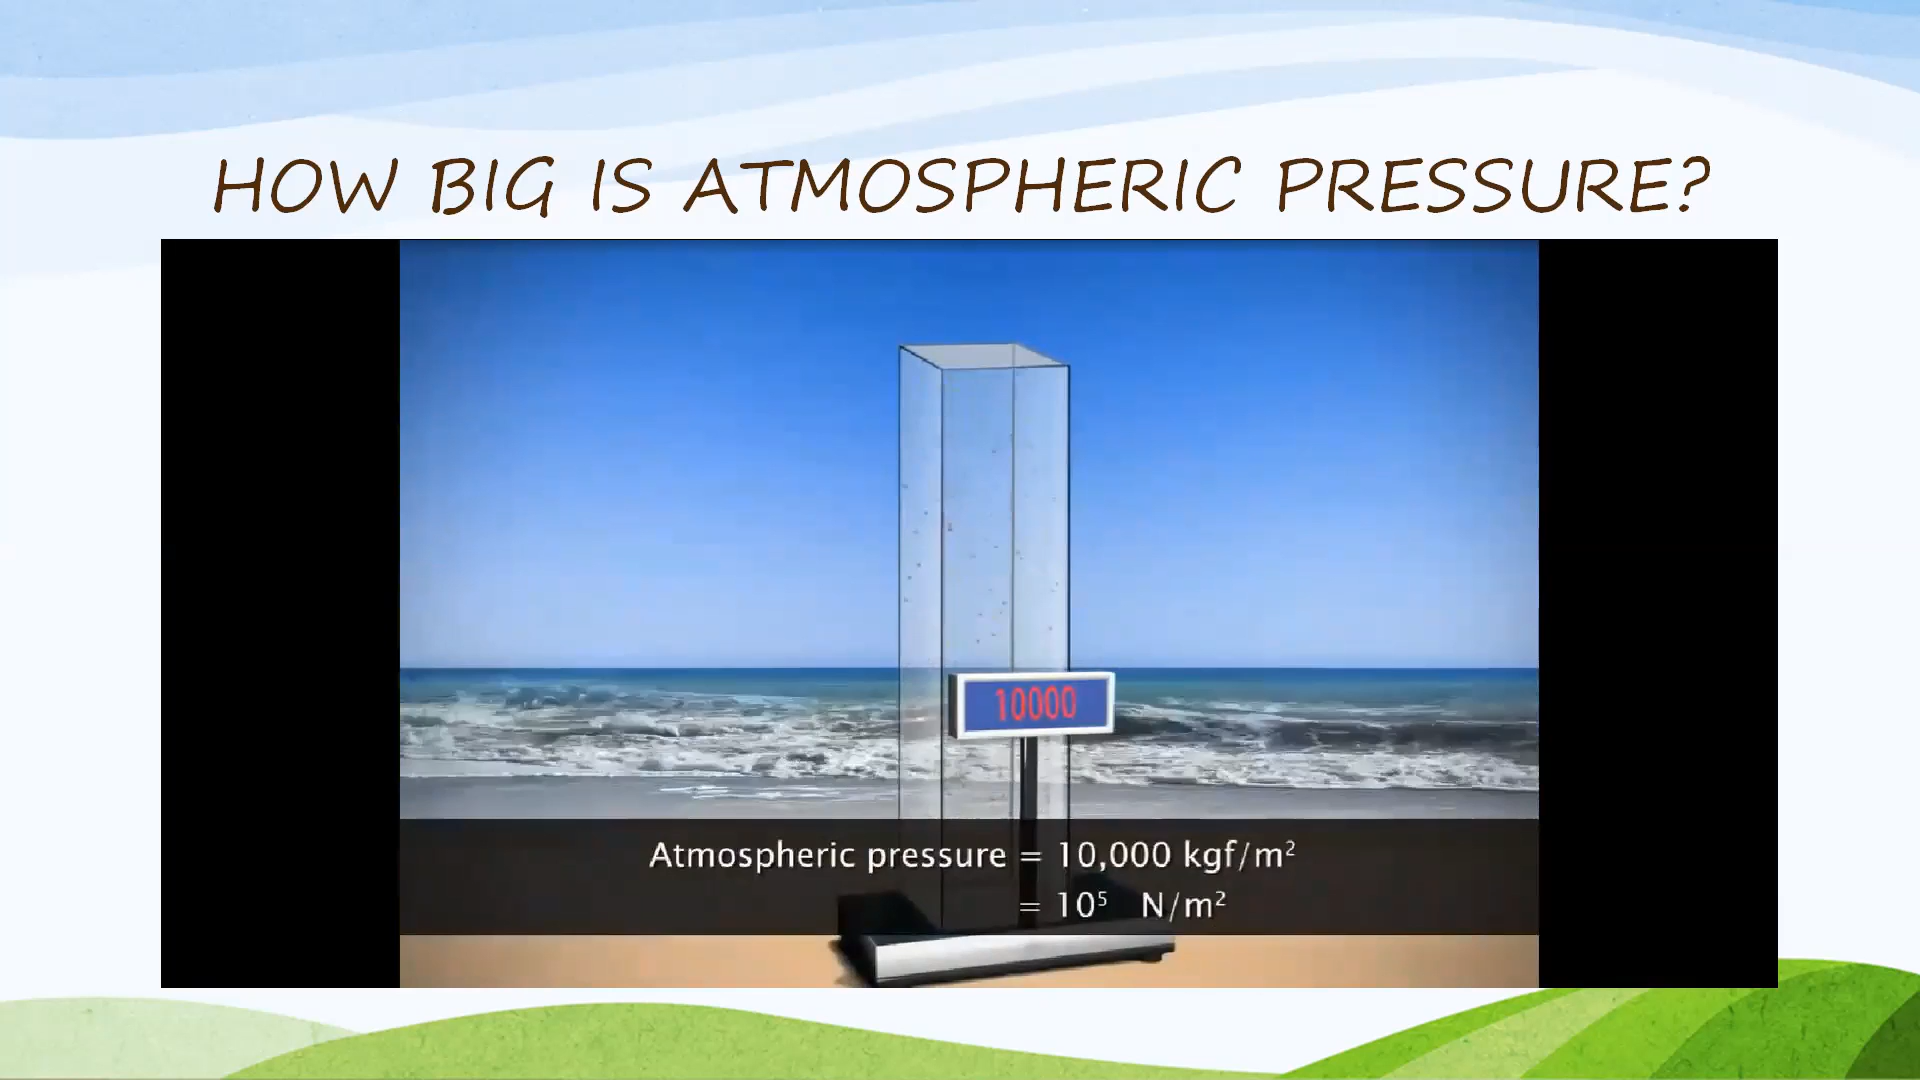 HOW BIG IS ATMOSPHERIC PRESSURE?
10000
Atmospheric pressure = 10,000 kgf/m²
= 10⁵ N/m²